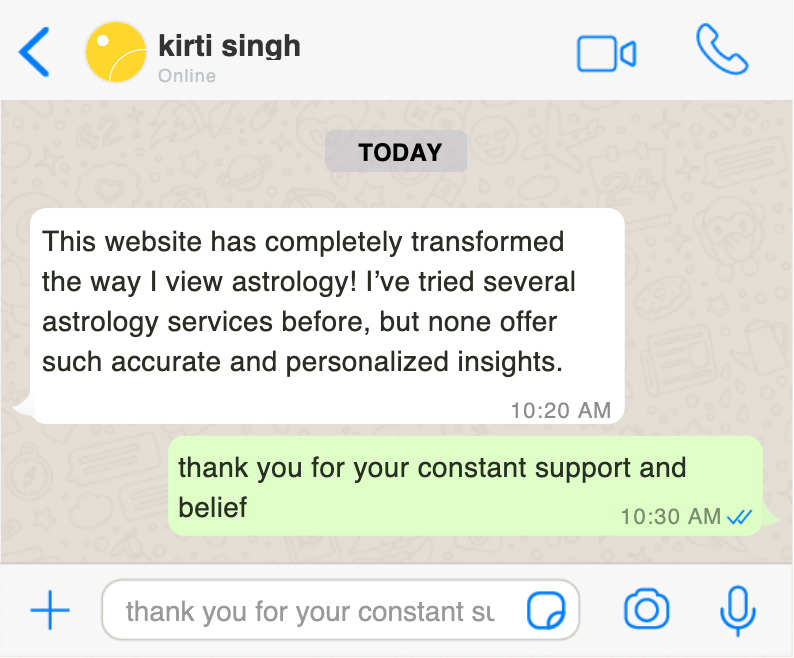 kirti singh
Online
TODAY
This website has completely transformed
the way I view astrology! I’ve tried several
astrology services before, but none offer
such accurate and personalized insights.
10:20 AM
thank you for your constant support and
belief
10:30 AM
thank you for your constant su